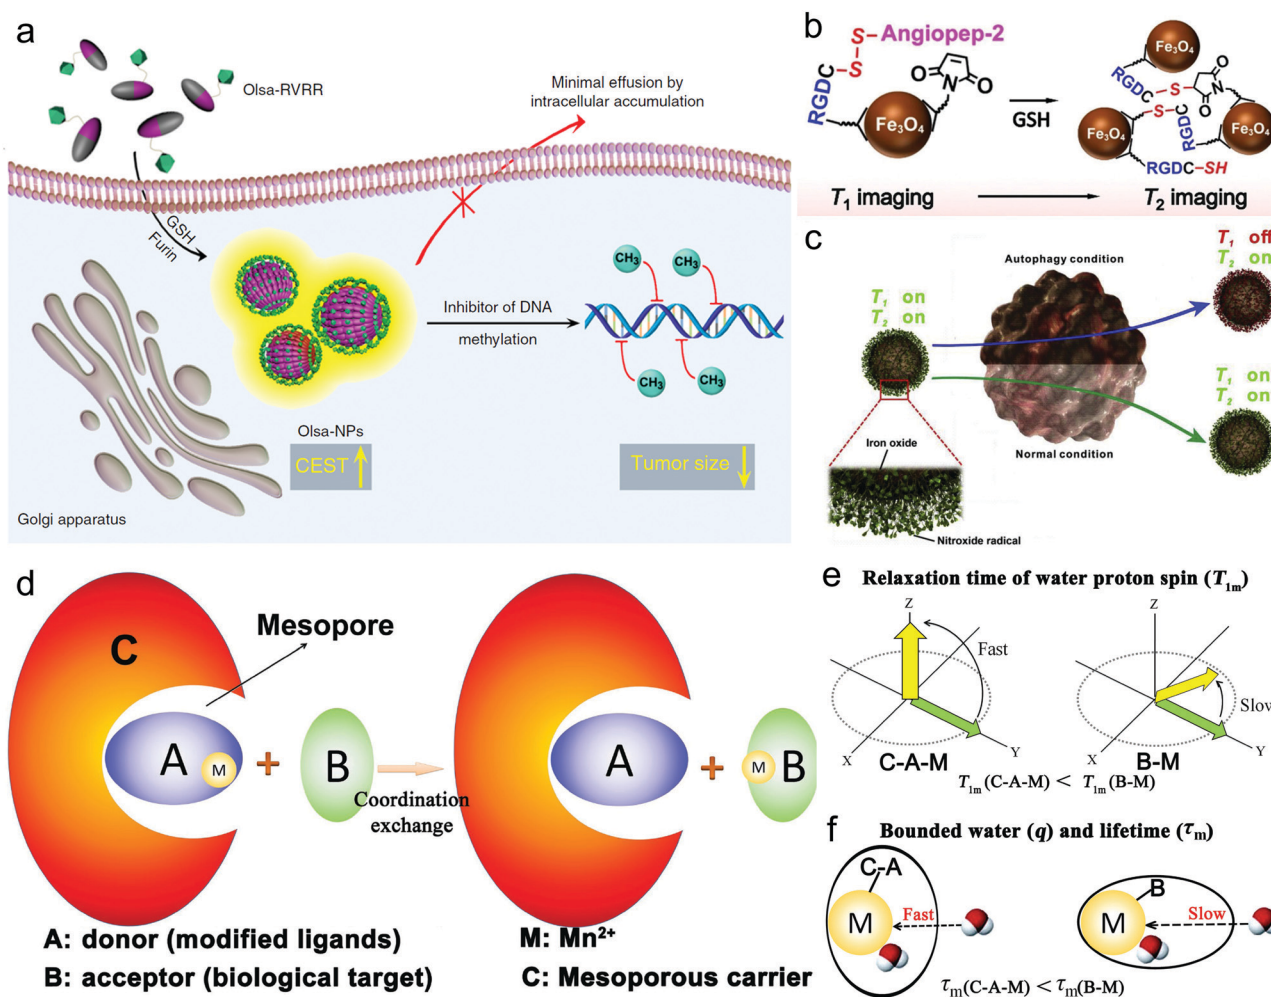 a
Olsa-RVRR
Minimal effusion by
intracellular accumulation
GSH
Furin
CH₃
CH₃
Inhibitor of DNA
methylation
CH₃
CH₃
Olsa-NPs
CEST
Tumor size
Golgi apparatus
b
S-Angiopep-2
S
RGDC
O
N
O
Fe₃O₄
GSH
Fe₃O₄
RGDC
S
O
N
O
Fe₃O₄
S-C
RGD
Fe₃O₄
RGDC-SH
T₁ imaging
T₂ imaging
c
Autophagy condition
T₁ off
T₂ on
T₁ on
T₂ on
T₁ on
T₂ on
Normal condition
Iron oxide
Nitroxide radical
d
C
Mesopore
A
M
+
B
Coordination
exchange
A
+
M
B
A: donor (modified ligands)
M: Mn²⁺
B: acceptor (biological target)
C: Mesoporous carrier
e
Relaxation time of water proton spin (T₁ₘ)
Z
Fast
X
Y
C-A-M
Z
Slow
X
Y
B-M
T₁ₘ(C-A-M) < T₁ₘ(B-M)
f
Bounded water (q) and lifetime (τₘ)
C-A
M
Fast
B
M
Slow
τₘ(C-A-M) < τₘ(B-M)